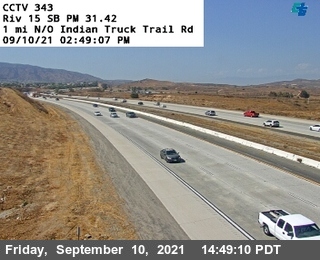 CCTV 343
Riv 15 SB PM 31.42
1 mi N/O Indian Truck Trail Rd
09/10/21 02:49:07 PM
Friday, September 10, 2021 14:49:10 PDT